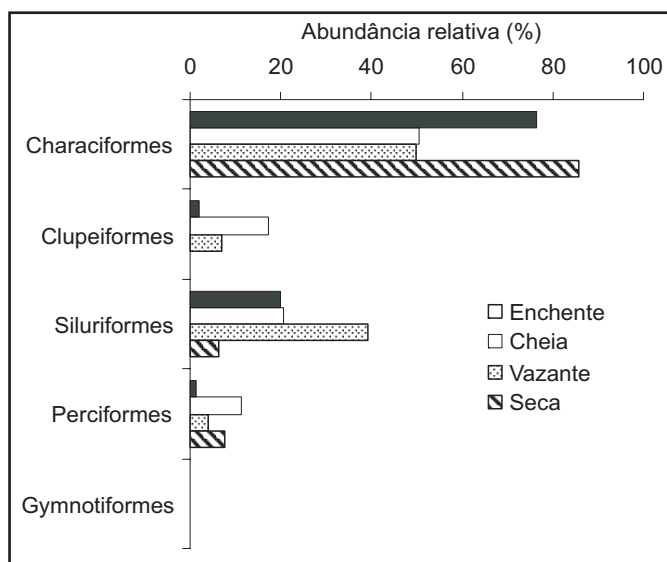 Abundância relativa (%)
0 20 40 60 80 100
Characiformes
Clupeiformes
Siluriformes
Perciformes
Gymnotiformes
Enchente
Cheia
Vazante
Seca